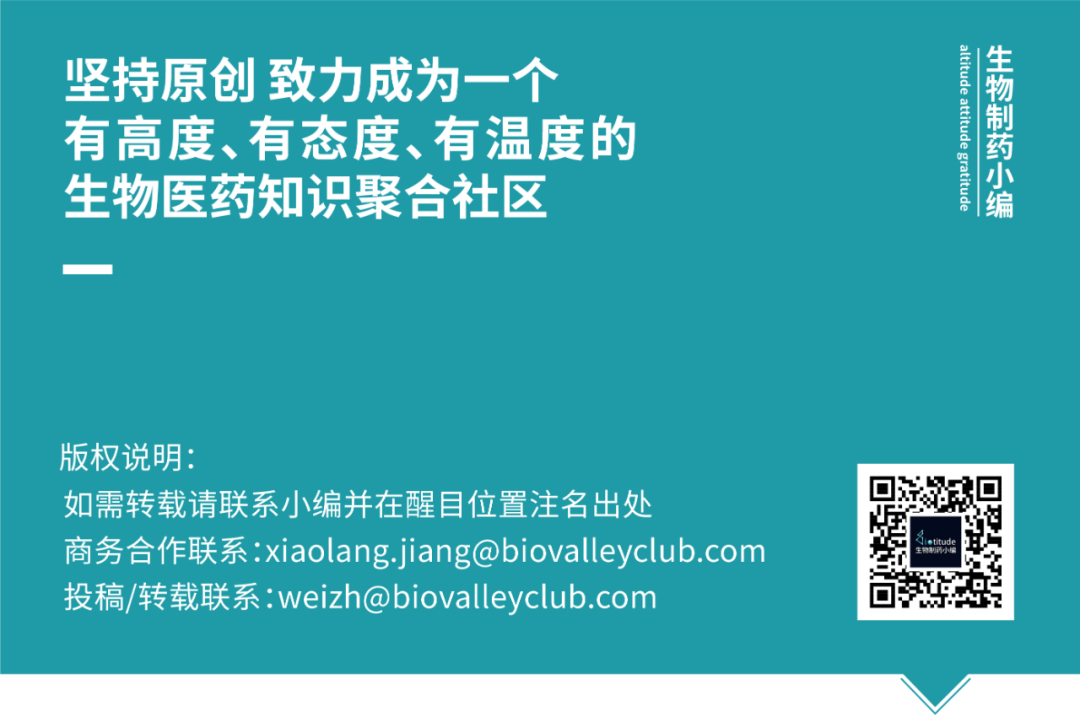 坚持原创 致力成为一个
有高度、有态度、有温度的
生物医药知识聚合社区
生物制药小编
altitude attitude gratitude
版权说明：
如需转载请联系小编并在醒目位置注名出处
商务合作联系：xiaolang.jiang@biovalleyclub.com
投稿/转载联系：weizh@biovalleyclub.com
Biotitude
生物制药小编